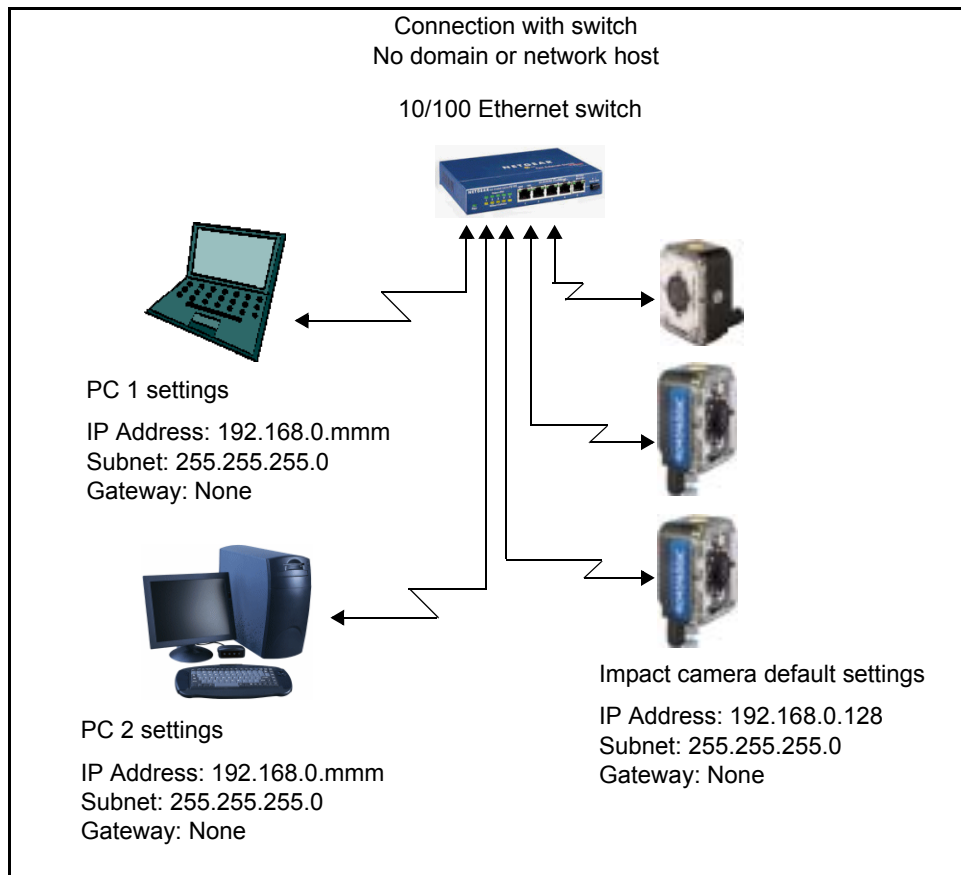 Connection with switch
No domain or network host
10/100 Ethernet switch
NETGEAR
PC 1 settings
IP Address: 192.168.0.mmm
Subnet: 255.255.255.0
Gateway: None
PC 2 settings
IP Address: 192.168.0.mmm
Subnet: 255.255.255.0
Gateway: None
Impact camera default settings
IP Address: 192.168.0.128
Subnet: 255.255.255.0
Gateway: None